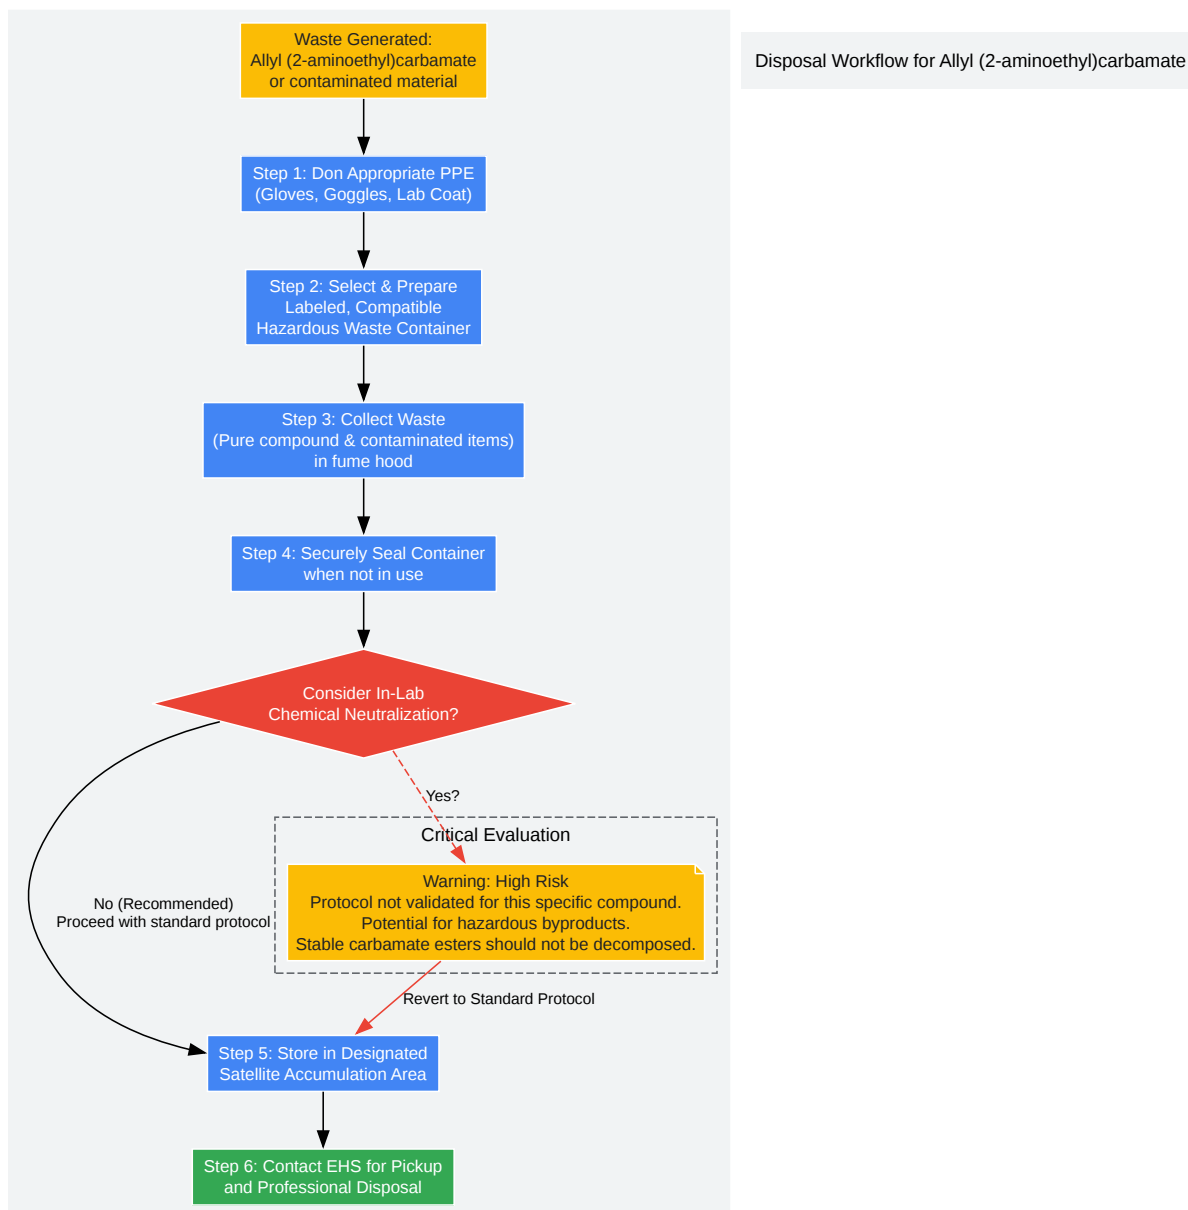 Disposal Workflow for Allyl (2-aminoethyl)carbamate
Waste Generated:
Allyl (2-aminoethyl)carbamate
or contaminated material
Step 1: Don Appropriate PPE
(Gloves, Goggles, Lab Coat)
Step 2: Select & Prepare
Labeled, Compatible
Hazardous Waste Container
Step 3: Collect Waste
(Pure compound & contaminated items)
in fume hood
Step 4: Securely Seal Container
when not in use
Consider In-Lab
Chemical Neutralization?
Yes?
Critical Evaluation
Warning: High Risk
Protocol not validated for this specific compound.
Potential for hazardous byproducts.
Stable carbamate esters should not be decomposed.
No (Recommended)
Proceed with standard protocol
Revert to Standard Protocol
Step 5: Store in Designated
Satellite Accumulation Area
Step 6: Contact EHS for Pickup
and Professional Disposal